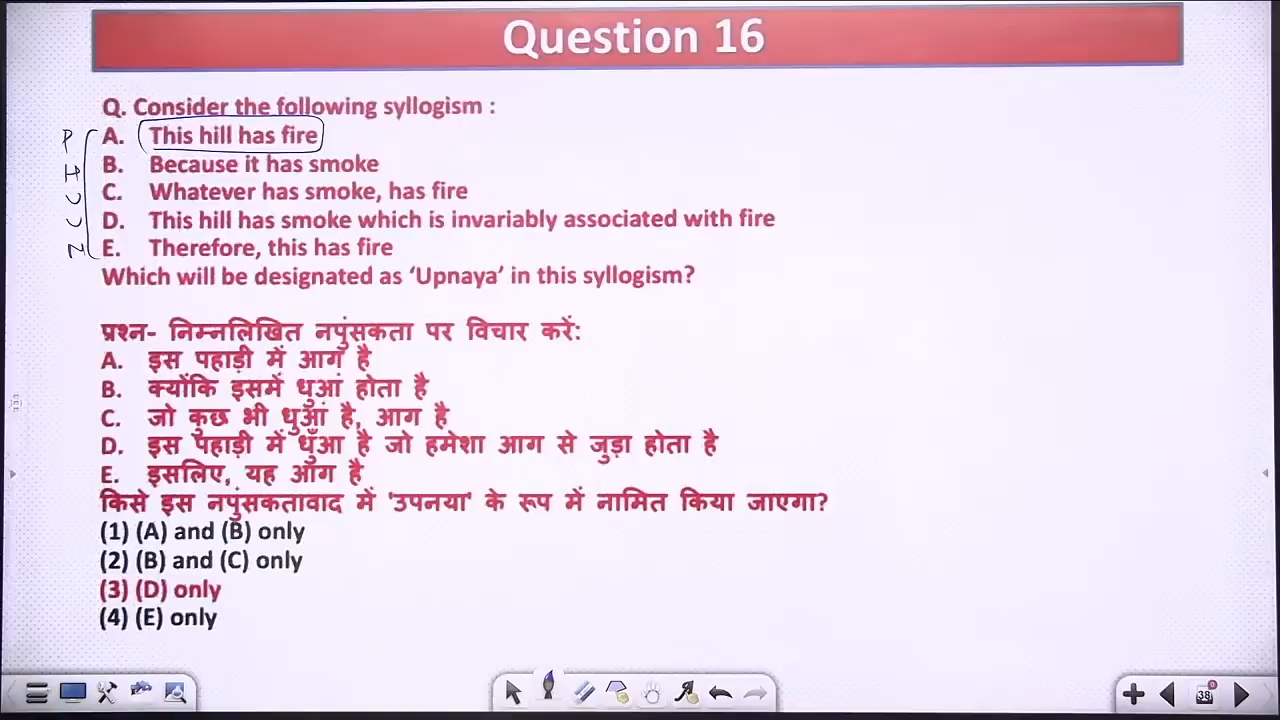 Question 16
Q. Consider the following syllogism :
A. This hill has fire
B. Because it has smoke
C. Whatever has smoke, has fire
D. This hill has smoke which is invariably associated with fire
E. Therefore, this has fire
Which will be designated as ‘Upnaya’ in this syllogism?
प्रश्न- निम्नलिखित नपुंसकता पर विचार करें:
A. इस पहाड़ी में आग है
B. क्योंकि इसमें धुआं होता है
C. जो कुछ भी धुआं है, आग है
D. इस पहाड़ी में धुँआ है जो हमेशा आग से जुड़ा होता है
E. इसलिए, यह आग है
किसे इस नपुंसकतावाद में 'उपनया' के रूप में नामित किया जाएगा?
(1) (A) and (B) only
(2) (B) and (C) only
(3) (D) only
(4) (E) only
38